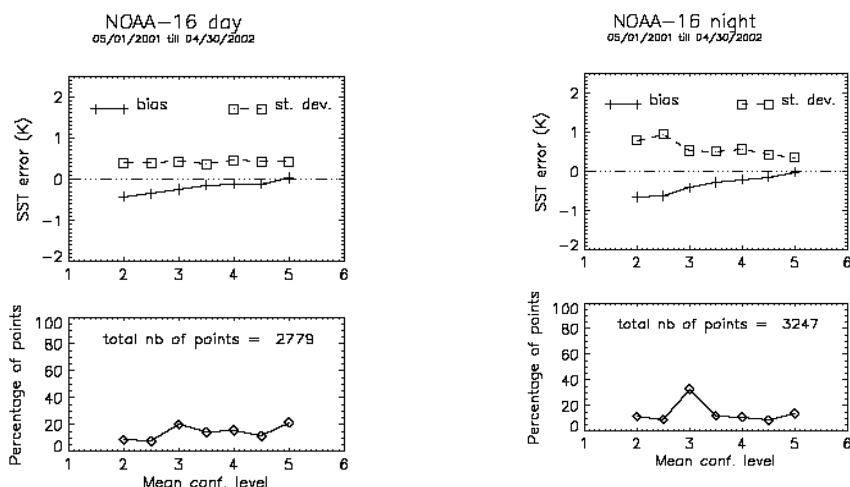 NOAA-16 day
05/01/2001 till 04/30/2002
bias
st. dev.
SST error (K)
2
1
0
-1
-2
1 2 3 4 5 6
Percentage of points
100
80
60
40
20
0
total nb of points = 2779
1 2 3 4 5 6
Mean conf. level
NOAA-16 night
05/01/2001 till 04/30/2002
bias
st. dev.
SST error (K)
2
1
0
-1
-2
1 2 3 4 5 6
Percentage of points
100
80
60
40
20
0
total nb of points = 3247
1 2 3 4 5 6
Mean conf. level